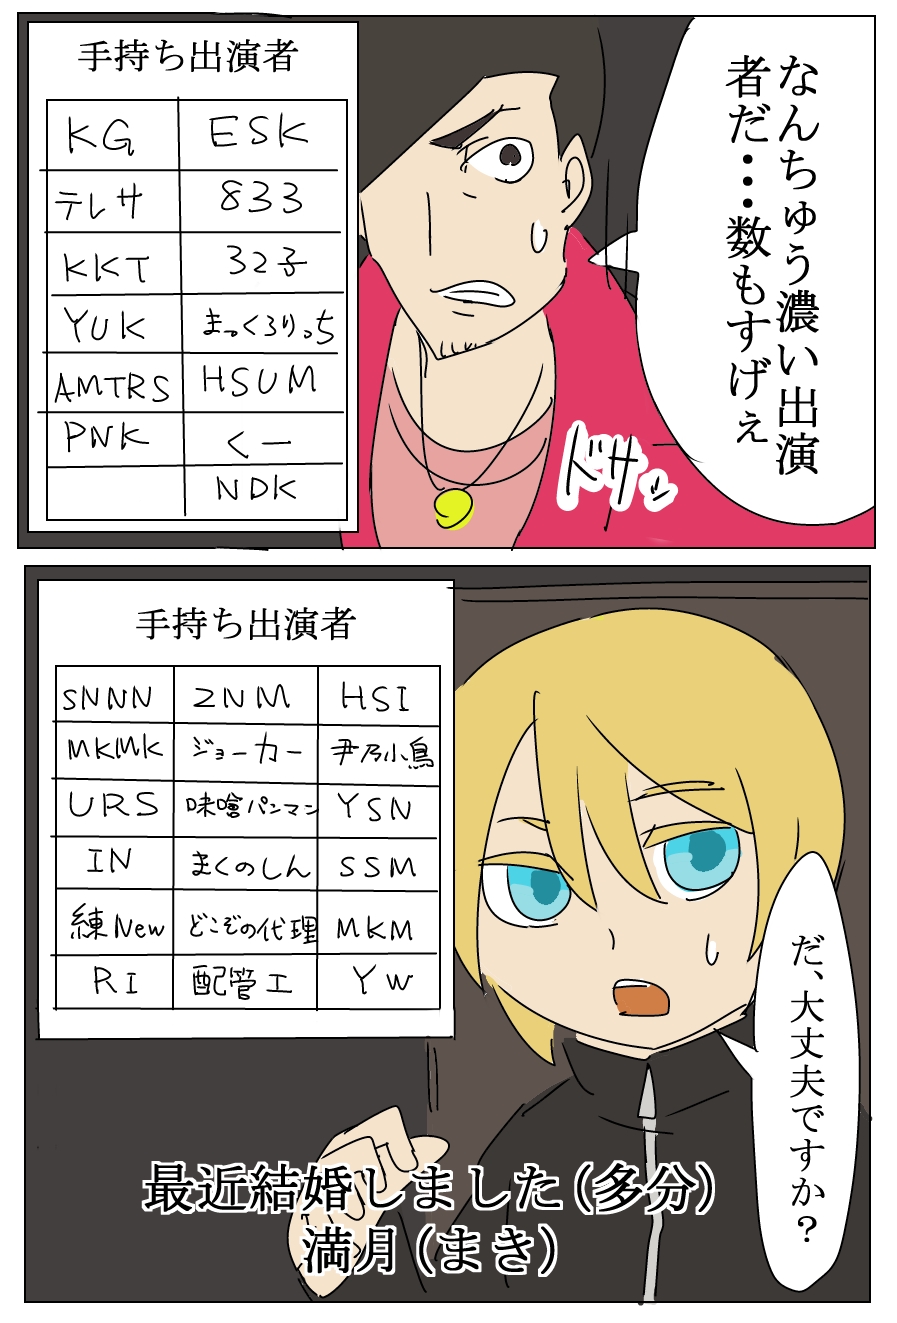 なんちゅう濃い出演
者だ・・・数もすげぇ
手持ち出演者
KG ESK
テレサ 833
KKT 32子
YUK まっくろりっち
AMTRS HSUM
PNK くー
NDK
ドサッ
手持ち出演者
SNNN ZNM HSI
MKMK ジョーカー 尹乃小鳥
URS 味噌パンマン YSN
IN まくのしん SSM
練New どこぞの代理 MKM
RI 配管工 YW
だ、大丈夫ですか?
最近結婚しました(多分)
満月(まき)